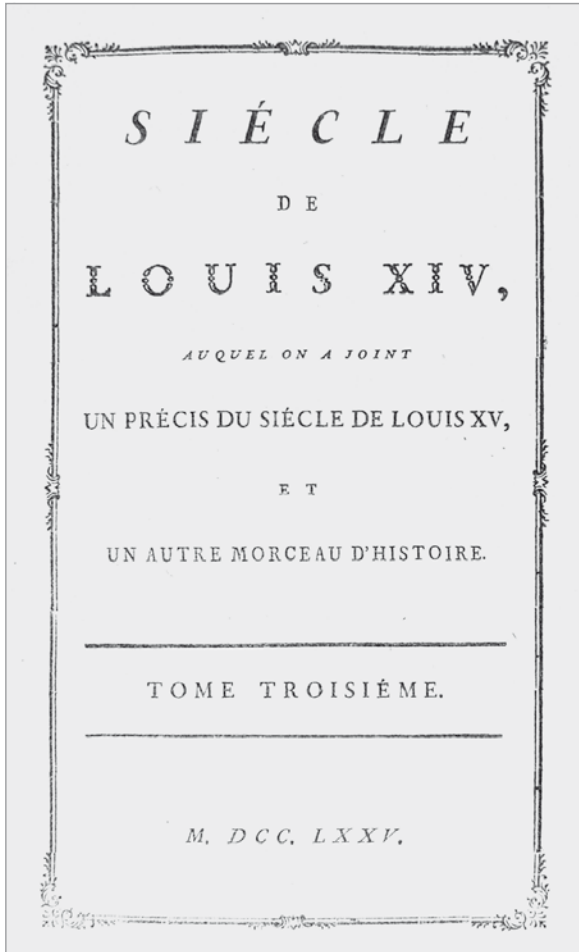 SIÉCLE
DE
LOUIS XIV,
AUQUEL ON A JOINT
UN PRÉCIS DU SIÉCLE DE LOUIS XV,
ET
UN AUTRE MORCEAU D'HISTOIRE.
TOME TROISIÉME.
M. DCC. LXXV.